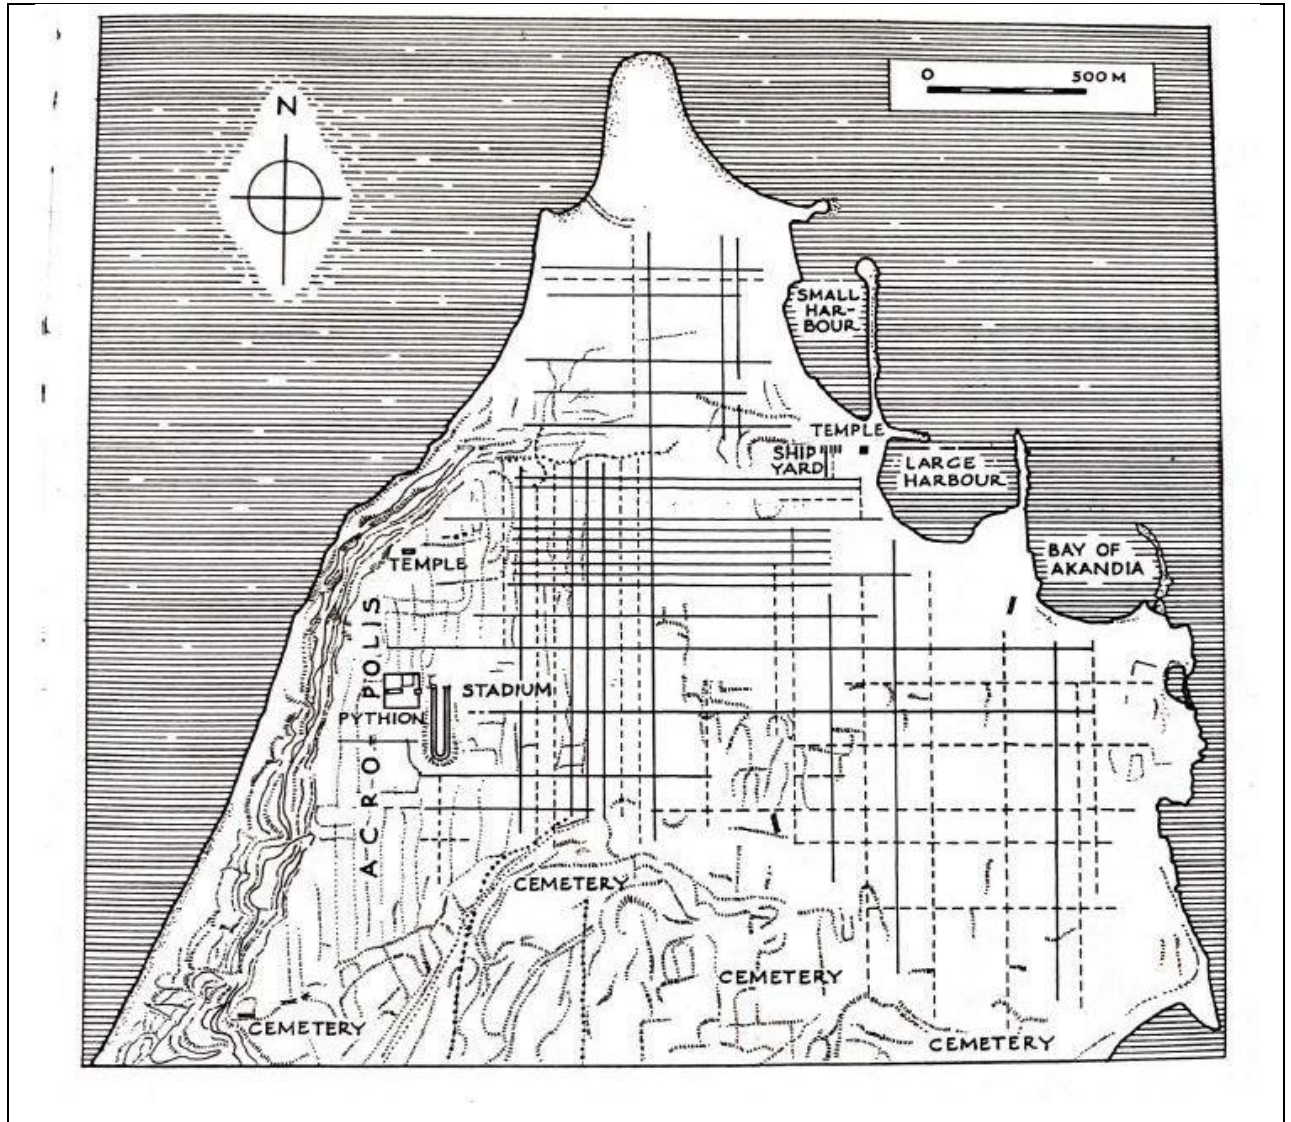 N
0 500 M
SMALL
HAR-
BOUR
TEMPLE
SHIP
YARD
LARGE
HARBOUR
BAY OF
AKANDIA
TEMPLE
ACROPOLIS
STADIUM
PYTHION
CEMETERY
CEMETERY
CEMETERY
CEMETERY